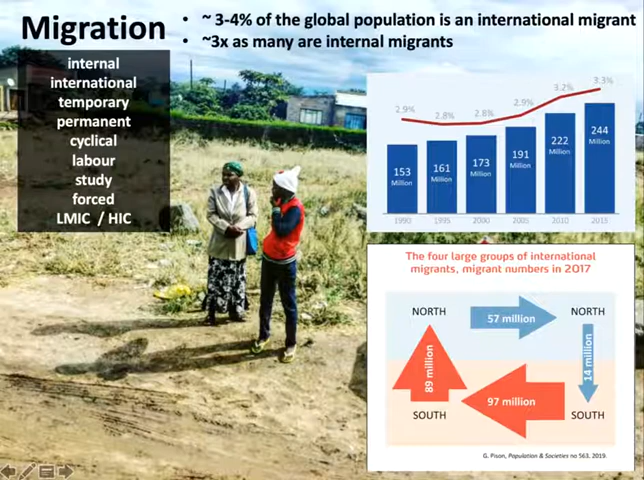 Migration
• ~ 3-4% of the global population is an international migrant
• ~3x as many are internal migrants
internal
international
temporary
permanent
cyclical
labour
study
forced
LMIC / HIC
2.9%
2.8%
2.8%
2.9%
3.2%
3.3%
153
Million
161
Million
173
Million
191
Million
222
Million
244
Million
1990
1995
2000
2005
2010
2015
The four large groups of international
migrants, migrant numbers in 2017
NORTH
57 million
NORTH
89 million
14 million
97 million
SOUTH
SOUTH
G. Pison, Population & Societies no 563, 2019.